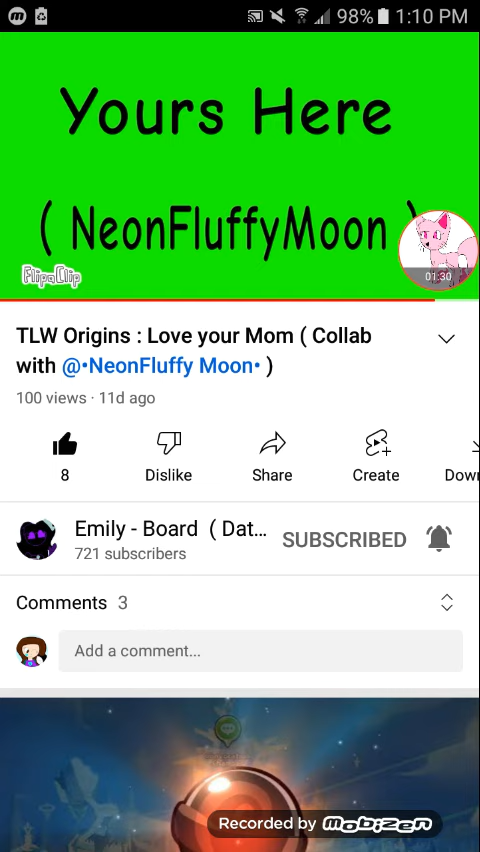 98% 1:10 PM
Yours Here
( NeonFluffyMoon )
FlipaClip
01:30
TLW Origins : Love your Mom ( Collab
with @•NeonFluffy Moon• )
100 views · 11d ago
8 Dislike Share Create Down
Emily - Board ( Dat... SUBSCRIBED
721 subscribers
Comments 3
Add a comment...
Recorded by mobizen